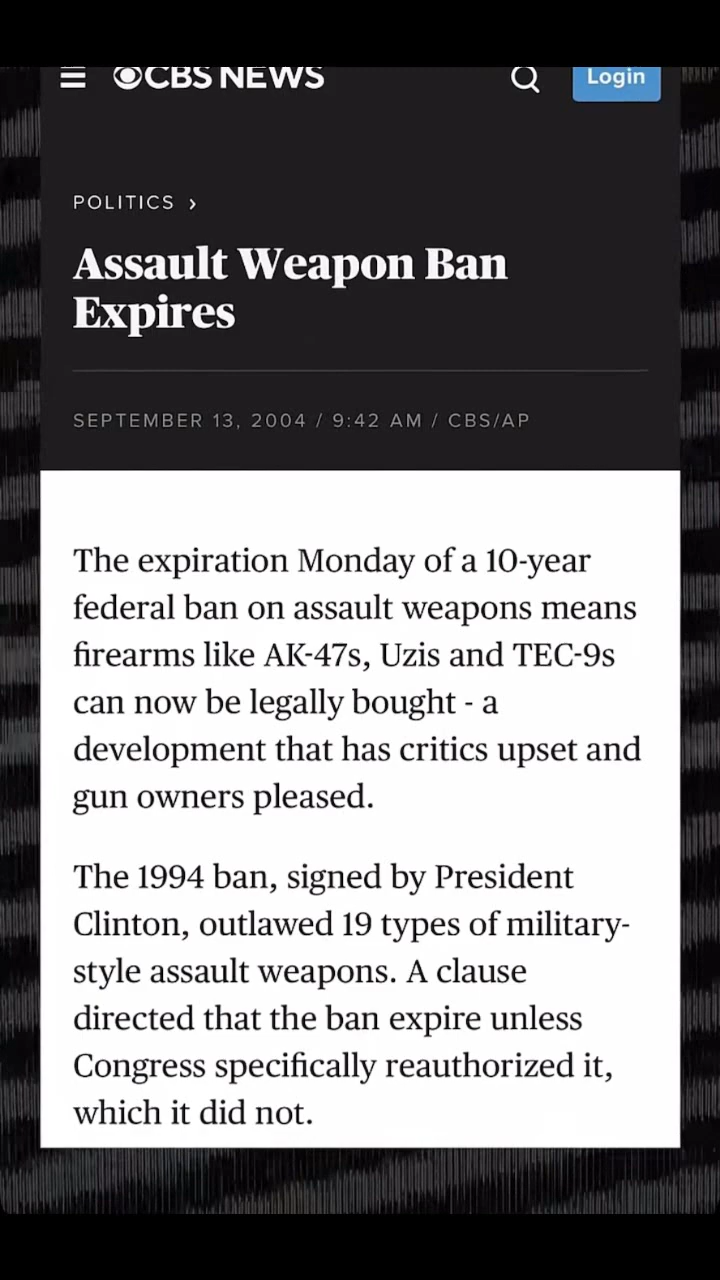 CBS NEWS
Login
POLITICS ›
Assault Weapon Ban
Expires
SEPTEMBER 13, 2004 / 9:42 AM / CBS/AP
The expiration Monday of a 10-year
federal ban on assault weapons means
firearms like AK-47s, Uzis and TEC-9s
can now be legally bought - a
development that has critics upset and
gun owners pleased.
The 1994 ban, signed by President
Clinton, outlawed 19 types of military-
style assault weapons. A clause
directed that the ban expire unless
Congress specifically reauthorized it,
which it did not.